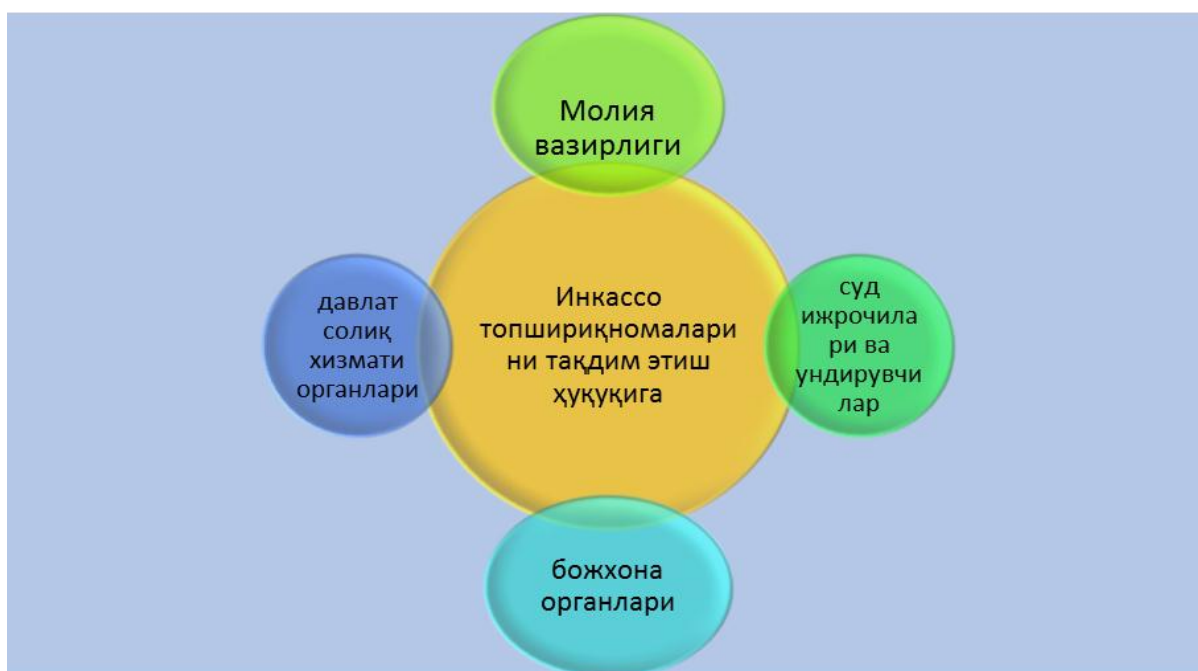 Молия
вазирлиги
давлат
солиқ
хизмати
органлари
Инкассо
топшириқномалари
ни тақдим этиш
ҳуқуқига
суд
ижрочила
ри ва
ундирувчи
лар
божхона
органлари